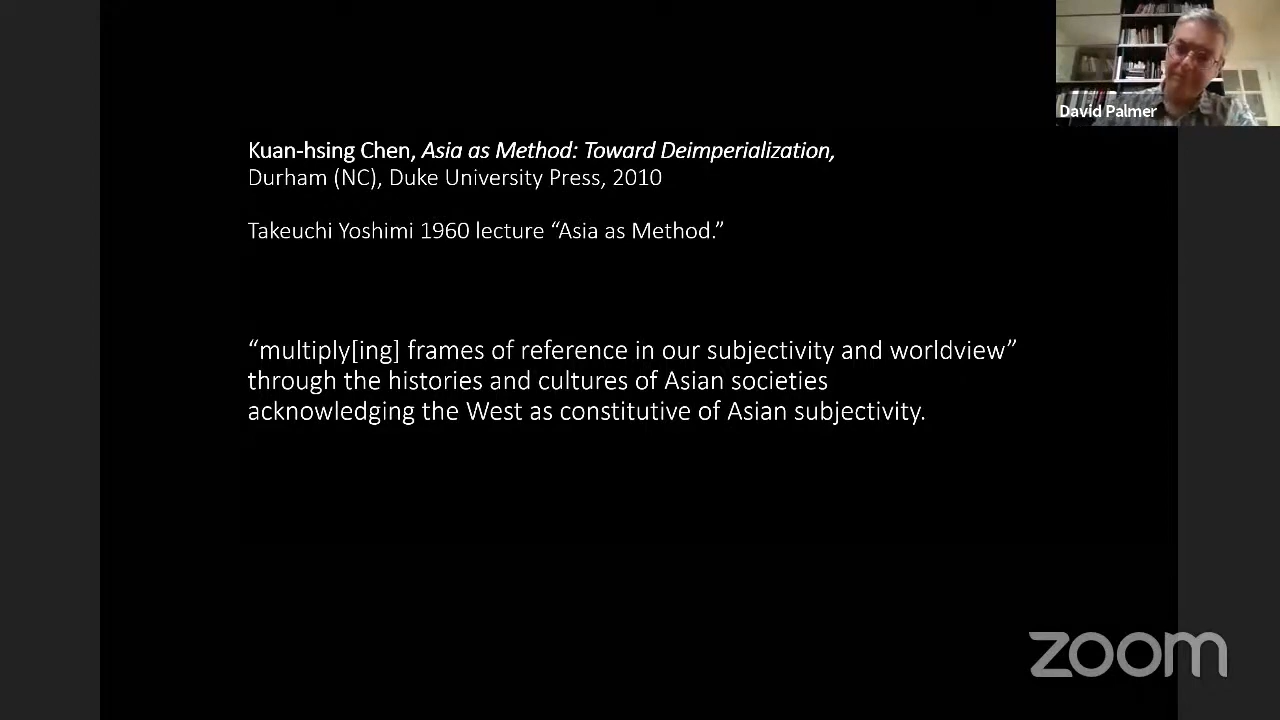 David Palmer
Kuan-hsing Chen, Asia as Method: Toward Deimperialization,
Durham (NC), Duke University Press, 2010
Takeuchi Yoshimi 1960 lecture “Asia as Method.”
“multiply[ing] frames of reference in our subjectivity and worldview”
through the histories and cultures of Asian societies
acknowledging the West as constitutive of Asian subjectivity.
zoom